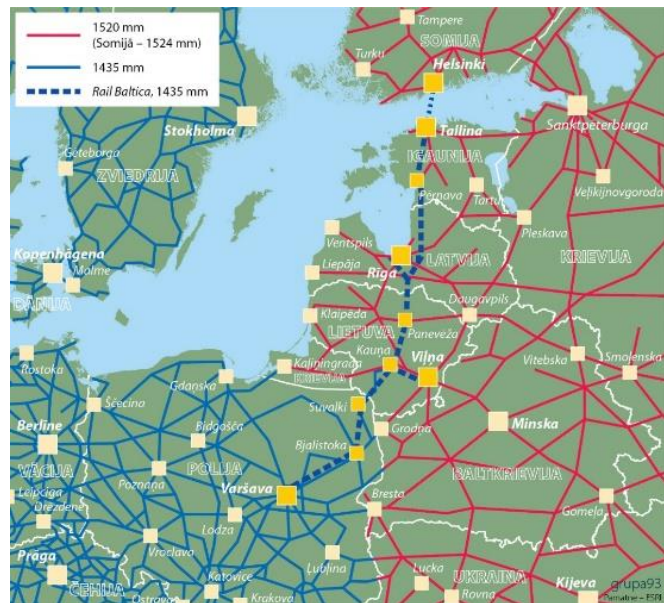 1520 mm
(Somijā – 1524 mm)
1435 mm
Rail Baltica, 1435 mm
Tampere
SOMIJA
Turku
Helsinki
Stokholma
Tallina
Sanktpēterburga
IGAUNIJA
Gēteborga
ZVIEDRIJA
Pērnava
Tartu
Veļikijnovgoroda
Pleskava
Ventspils
KRIEVIJA
Kopenhāgena
Malme
Liepāja
Rīga
LATVIJA
DĀNIJA
Klaipēda
Daugavpils
LIETUVA
Panevēža
Kauņa
Viļņa
Vitebska
Smoļenska
Rostoka
Kaļiņingrada
KRIEVIJA
Gdaņska
Ščecina
Suvalki
Minska
Bidgošča
Grodņa
Berlīne
Bjalistoka
VĀCIJA
POLIJA
BALTKRIEVIJA
Poznaņa
Varšava
Leipciga
Drēzdene
Bresta
Gomeļa
Lodza
Vroclava
Prāga
Ļubļina
ČEHIJA
Katovice
Lucka
UKRAINA
grupa93
Pamatne – ESRI
Ostrava
Krakova
Rovna
Kijeva